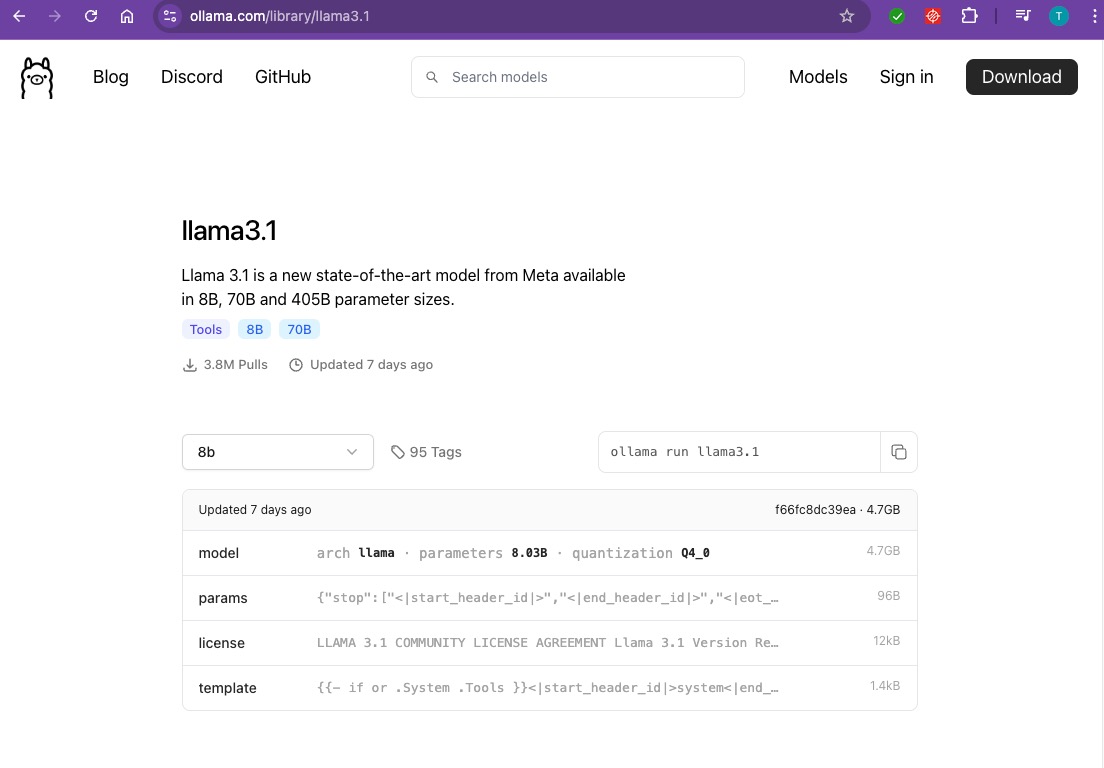 ollama.com/library/llama3.1
T
Blog Discord GitHub Search models Models Sign in Download
llama3.1
Llama 3.1 is a new state-of-the-art model from Meta available
in 8B, 70B and 405B parameter sizes.
Tools 8B 70B
3.8M Pulls Updated 7 days ago
8b 95 Tags ollama run llama3.1
Updated 7 days ago f66fc8dc39ea · 4.7GB
model arch llama · parameters 8.03B · quantization Q4_0 4.7GB
params {"stop":["<|start_header_id|>","<|end_header_id|>","<|eot_… 96B
license LLAMA 3.1 COMMUNITY LICENSE AGREEMENT Llama 3.1 Version Re… 12kB
template {{- if or .System .Tools }}<|start_header_id|>system<|end_… 1.4kB